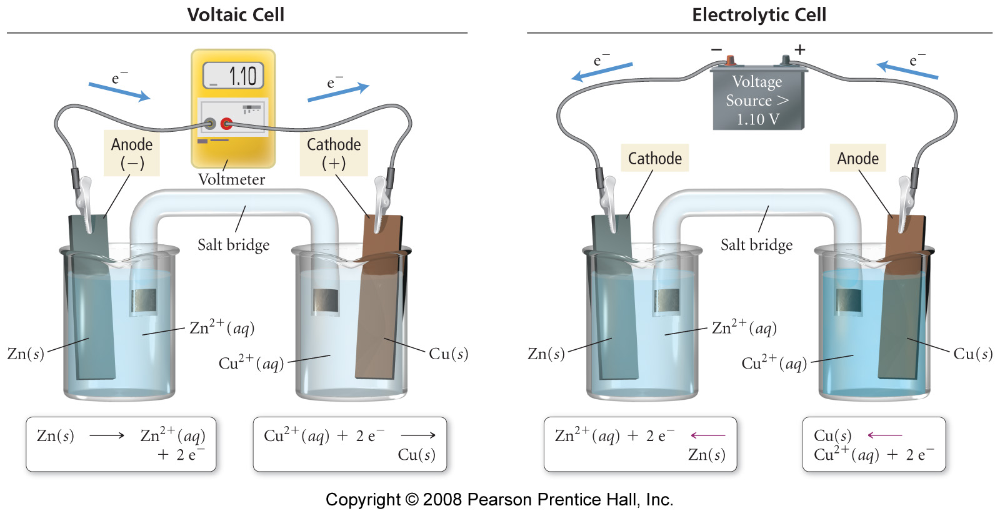 Voltaic Cell
e⁻
1.10
e⁻
Anode
(−)
Cathode
(+)
Voltmeter
Salt bridge
Zn²⁺(aq)
Zn(s)
Cu²⁺(aq)
Cu(s)
Zn(s) ⟶ Zn²⁺(aq)
+ 2 e⁻
Cu²⁺(aq) + 2 e⁻ ⟶
Cu(s)
Electrolytic Cell
− +
e⁻
e⁻
Voltage
Source >
1.10 V
Cathode
Anode
Salt bridge
Zn²⁺(aq)
Zn(s)
Cu²⁺(aq)
Cu(s)
Zn²⁺(aq) + 2 e⁻ ⟵
Zn(s)
Cu(s) ⟵
Cu²⁺(aq) + 2 e⁻
Copyright © 2008 Pearson Prentice Hall, Inc.